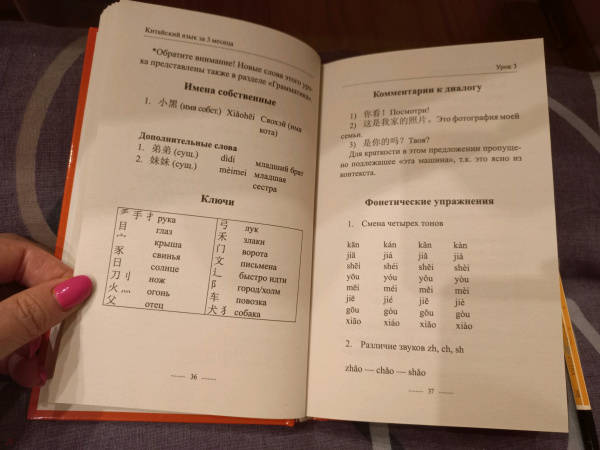 Китайский язык за 3 месяца
*Обратите внимание! Новые слова этого уро-
ка представлены также в разделе «Грамматика».
Имена собственные
1. 小黑 (имя собст.) Xiǎohēi Сяохэй (имя
кота)
Дополнительные слова
1. 弟弟 (сущ.) dìdi младший брат
2. 妹妹 (сущ.) mèimei младшая
сестра
Ключи
龵 手 扌 рука
目 глаз
宀 крыша
豕 свинья
日 солнце
刀 刂 нож
火 灬 огонь
父 отец
弓 лук
禾 злаки
门 ворота
文 письмена
辶 быстро идти
阝 город/холм
车 повозка
犬 犭 собака
36
Урок 3
Комментарии к диалогу
1) 你看！Посмотри!
2) 这是我家的照片。Это фотография моей
семьи.
3) 是你的吗？Твоя?
Для краткости в этом предложении пропуще-
но подлежащее «эта машина», т.к. это ясно из
контекста.
Фонетические упражнения
1. Смена четырех тонов
kān kán kǎn kàn
jiā jiá jiǎ jià
shēi shéi shěi shèi
yōu yóu yǒu yòu
mēi méi měi mèi
jiē jié jiě jiè
gōu góu gǒu gòu
xiāo xiáo xiǎo xiào
2. Различие звуков zh, ch, sh
zhāo — chāo — shāo
37